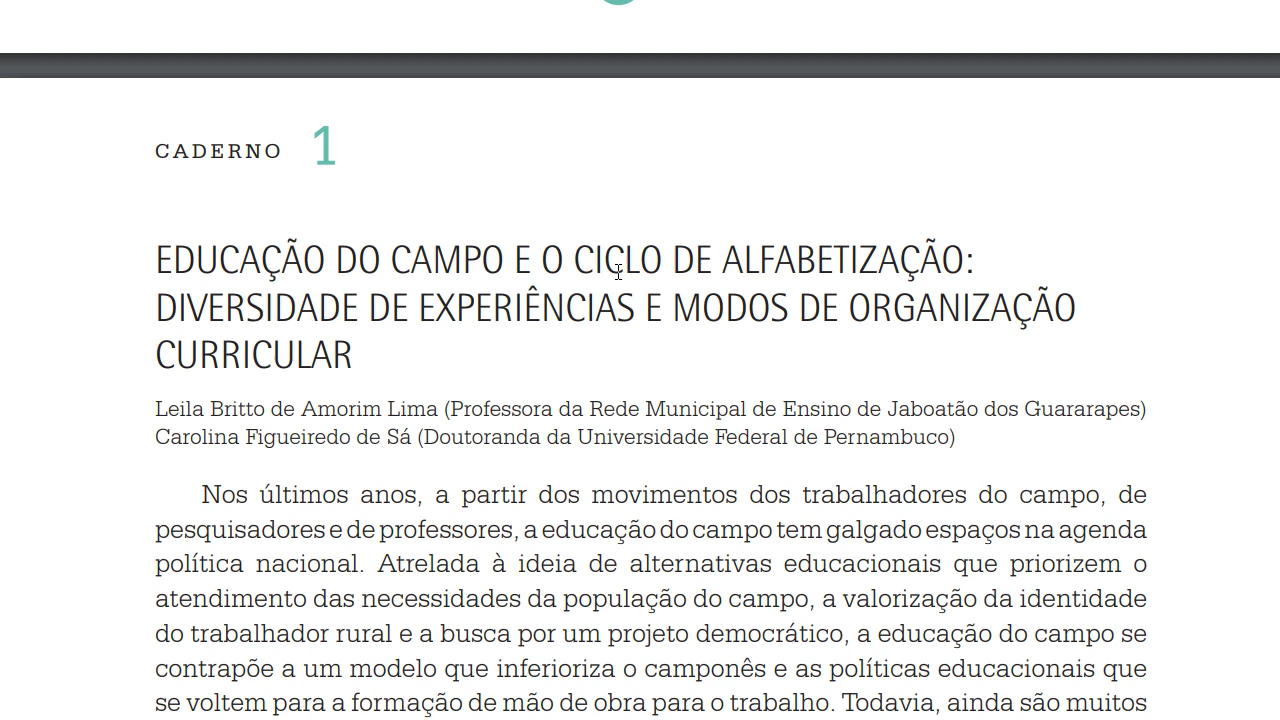 CADERNO 1
EDUCAÇÃO DO CAMPO E O CICLO DE ALFABETIZAÇÃO:
DIVERSIDADE DE EXPERIÊNCIAS E MODOS DE ORGANIZAÇÃO
CURRICULAR
Leila Britto de Amorim Lima (Professora da Rede Municipal de Ensino de Jaboatão dos Guararapes)
Carolina Figueiredo de Sá (Doutoranda da Universidade Federal de Pernambuco)
Nos últimos anos, a partir dos movimentos dos trabalhadores do campo, de
pesquisadores e de professores, a educação do campo tem galgado espaços na agenda
política nacional. Atrelada à ideia de alternativas educacionais que priorizem o
atendimento das necessidades da população do campo, a valorização da identidade
do trabalhador rural e a busca por um projeto democrático, a educação do campo se
contrapõe a um modelo que inferioriza o camponês e as políticas educacionais que
se voltem para a formação de mão de obra para o trabalho. Todavia, ainda são muitos